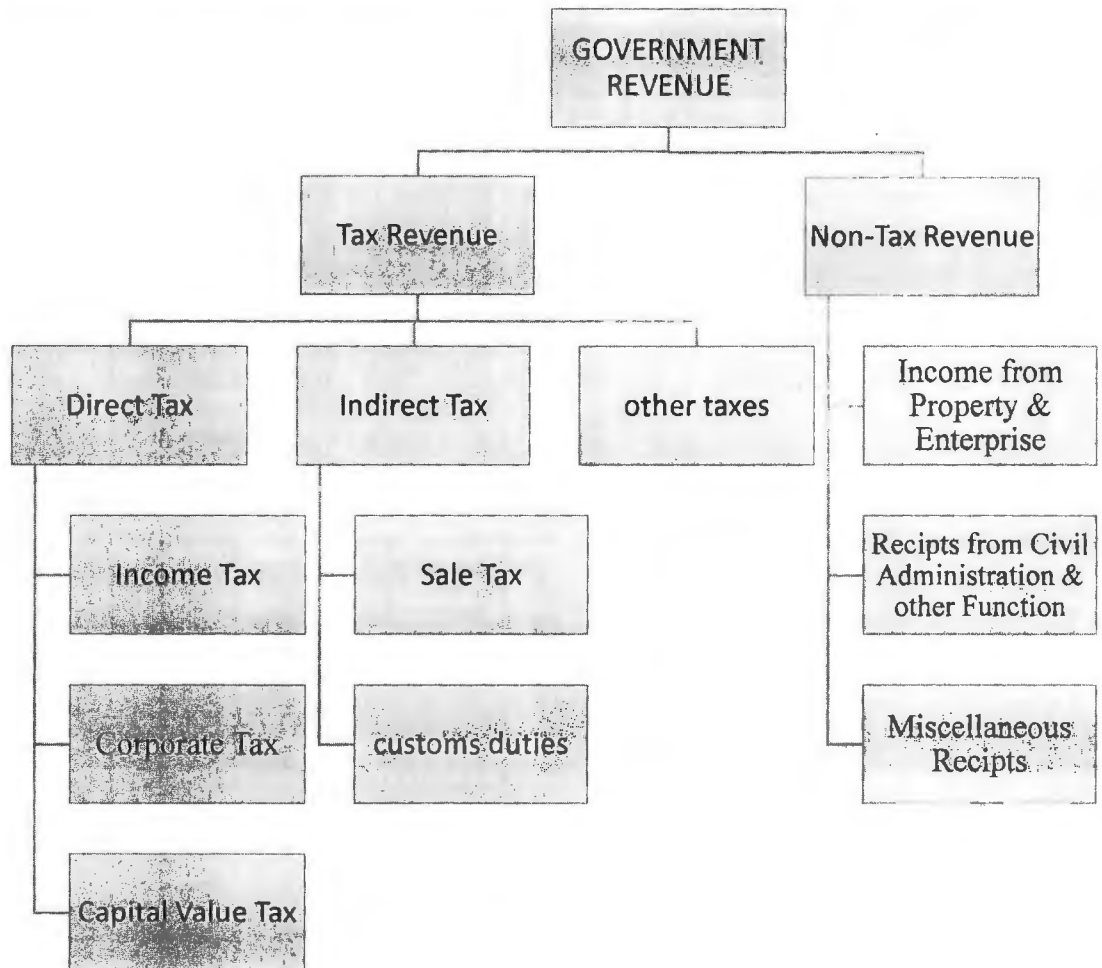 GOVERNMENT
REVENUE
Tax Revenue
Non-Tax Revenue
Direct Tax
Indirect Tax
other taxes
Income from
Property &
Enterprise
Income Tax
Sale Tax
Recipts from Civil
Administration &
other Function
Corporate Tax
customs duties
Miscellaneous
Recipts
Capital Value Tax